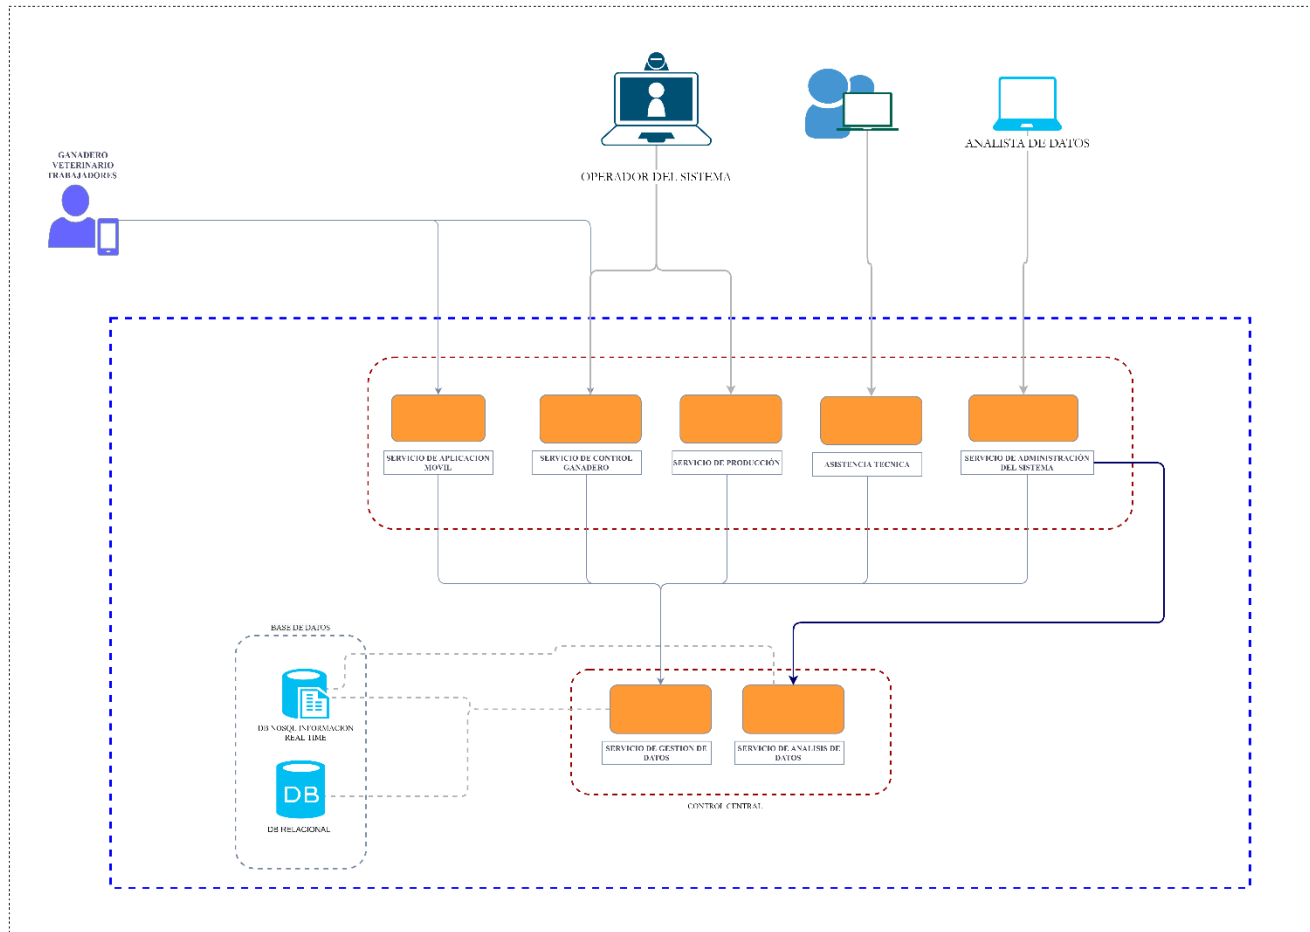 OPERADOR DEL SISTEMA
ANALISTA DE DATOS
GANADERO
VETERINARIO
TRABAJADORES
SERVICIO DE APLICACION
MOVIL
SERVICIO DE CONTROL
GANADERO
SERVICIO DE PRODUCCIÓN
ASISTENCIA TECNICA
SERVICIO DE ADMINISTRACIÓN
DEL SISTEMA
BASE DE DATOS
DB NOSQL INFORMACION
REAL TIME
DB
DB RELACIONAL
SERVICIO DE GESTION DE
DATOS
SERVICIO DE ANALISIS DE
DATOS
CONTROL CENTRAL